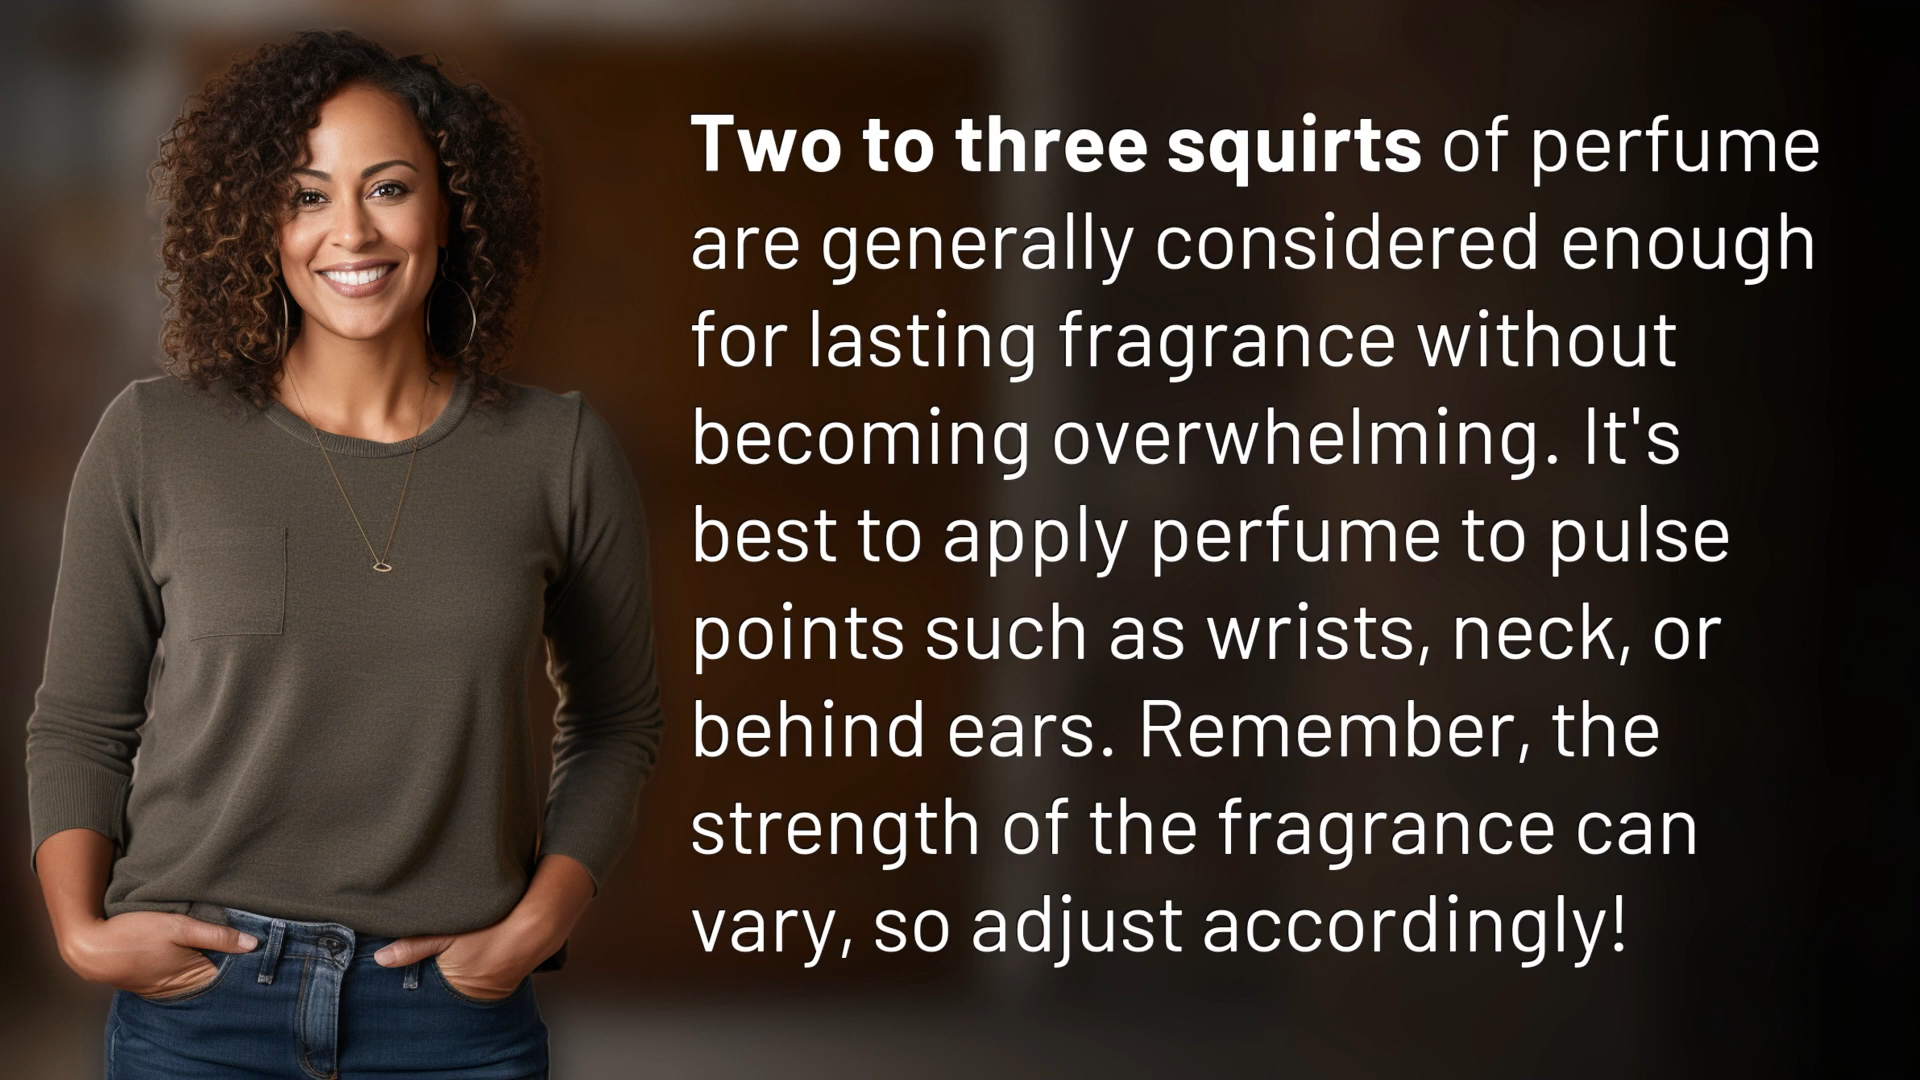 Two to three squirts of perfume
are generally considered enough
for lasting fragrance without
becoming overwhelming. It's
best to apply perfume to pulse
points such as wrists, neck, or
behind ears. Remember, the
strength of the fragrance can
vary, so adjust accordingly!